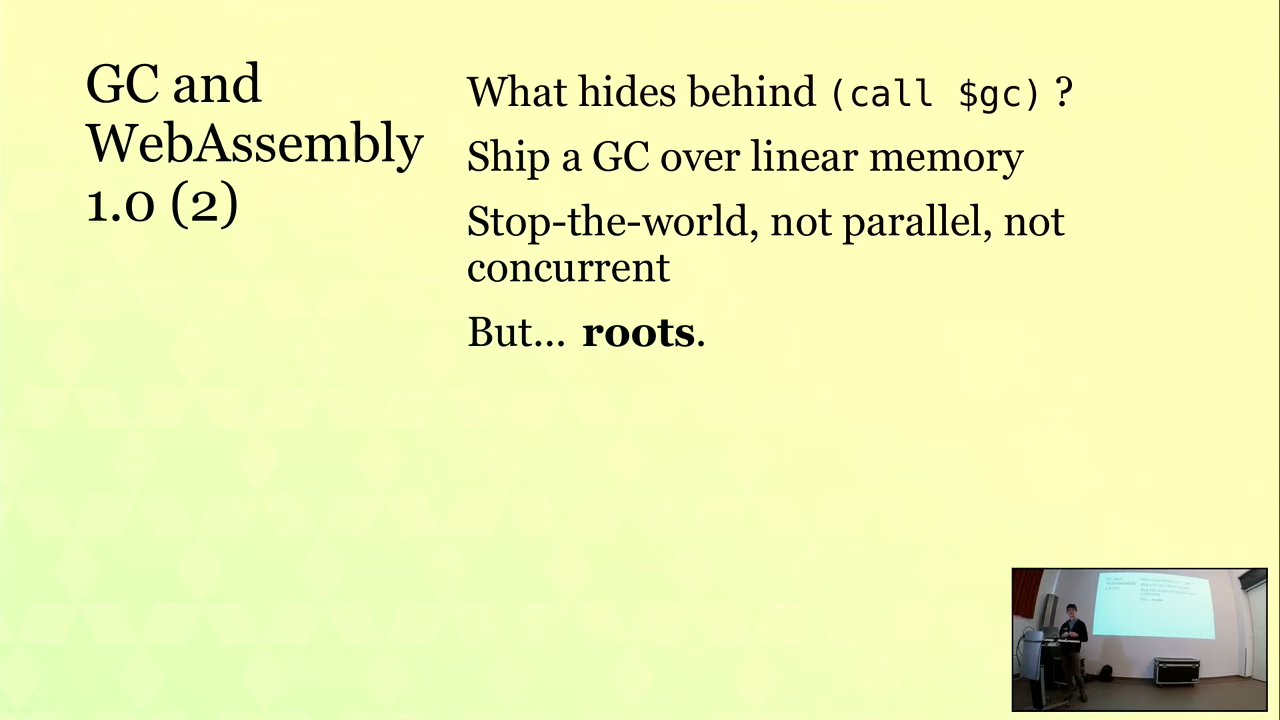 GC and
WebAssembly
1.0 (2)
What hides behind (call $gc) ?
Ship a GC over linear memory
Stop-the-world, not parallel, not
concurrent
But… roots.